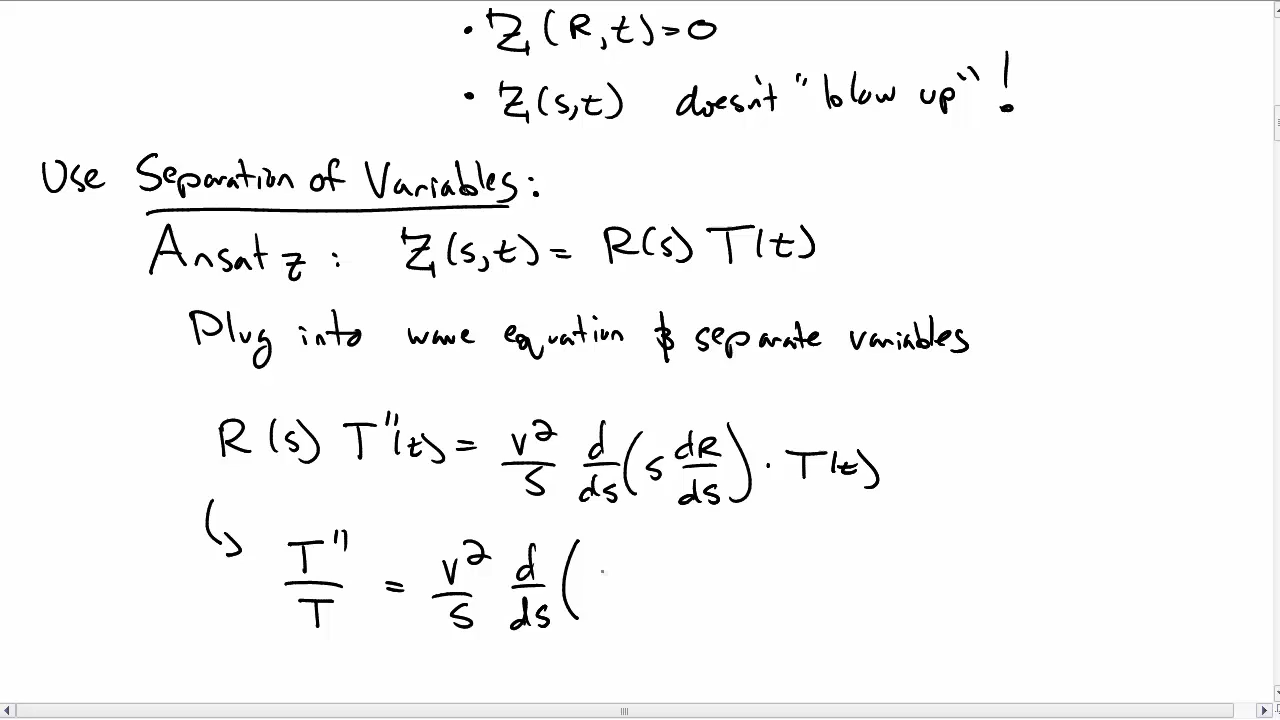 • Z(R,t)=0
• Z(s,t) doesn't "blow up"!
Use Separation of Variables:
Ansatz: Z(s,t) = R(s) T(t)
Plug into wave equation & separate variables
R(s) T''(t) = v²/s d/ds (s dR/ds) · T(t)
↳ T''/T = v²/s d/ds (